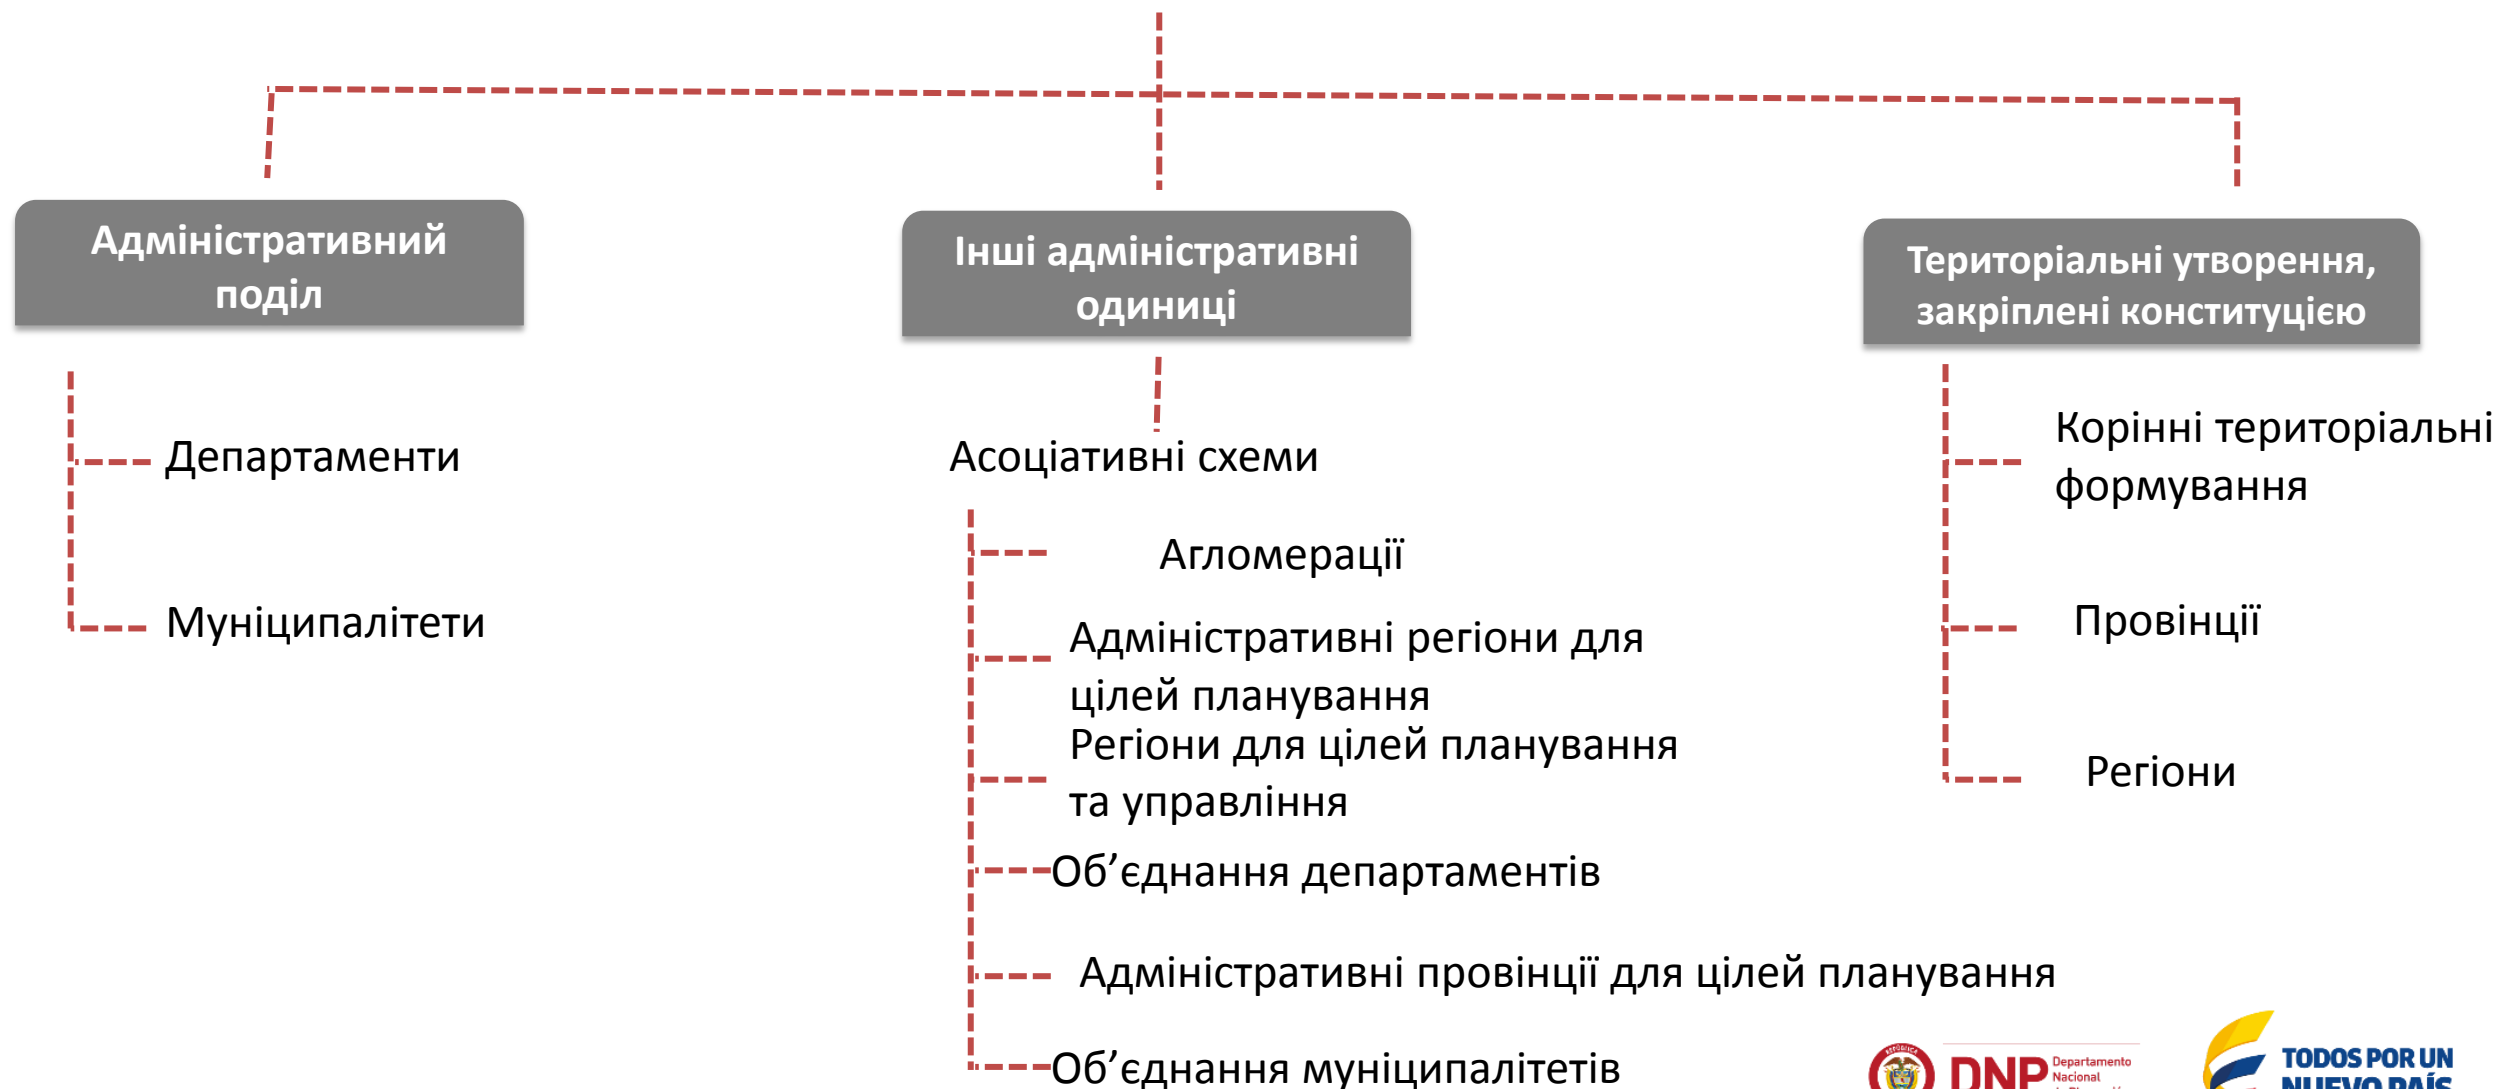 Адміністративний
поділ
Департаменти
Муніципалітети
Інші адміністративні
одиниці
Асоціативні схеми
Агломерації
Адміністративні регіони для
цілей планування
Регіони для цілей планування
та управління
Об’єднання департаментів
Адміністративні провінції для цілей планування
Об’єднання муніципалітетів
Територіальні утворення,
закріплені конституцією
Корінні територіальні
формування
Провінції
Регіони
DNP
Departamento
Nacional
TODOS POR UN
NUEVO PAÍS